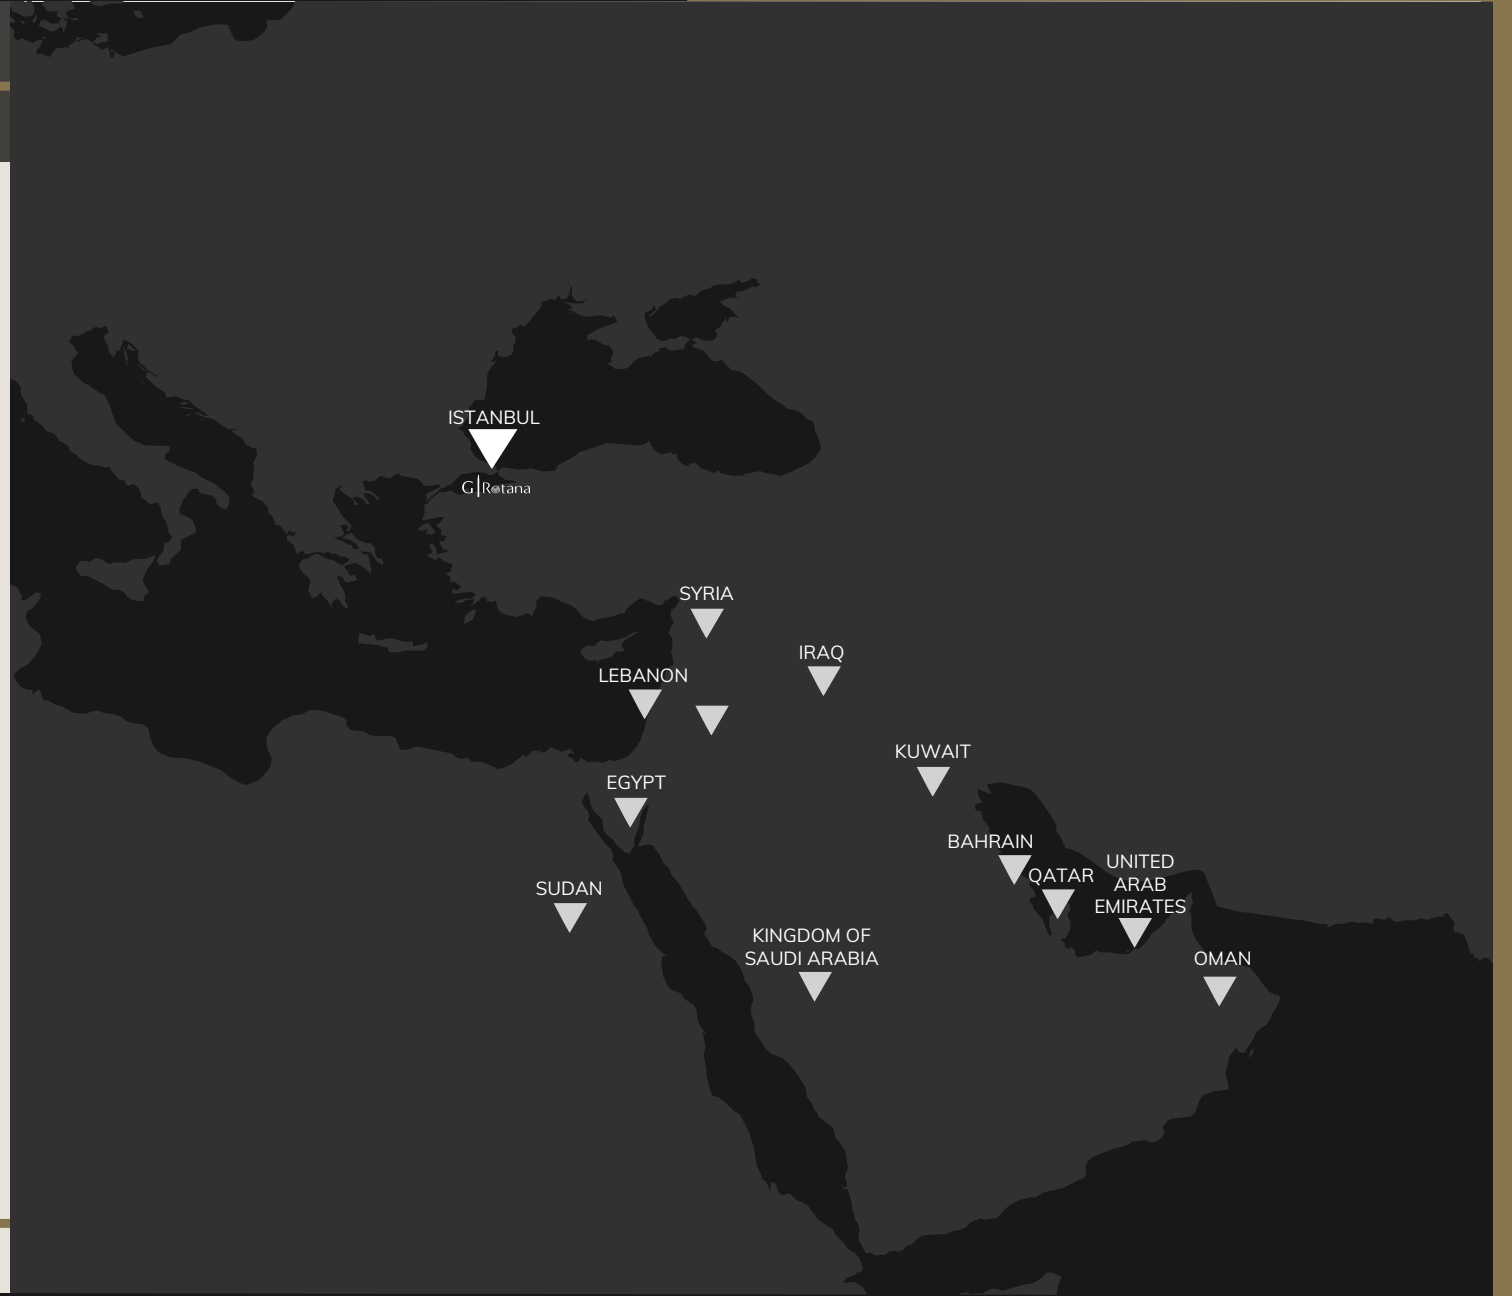 ISTANBUL
G|Rotana
SYRIA
IRAQ
LEBANON
KUWAIT
EGYPT
BAHRAIN
UNITED
ARAB
EMIRATES
QATAR
SUDAN
KINGDOM OF
SAUDI ARABIA
OMAN